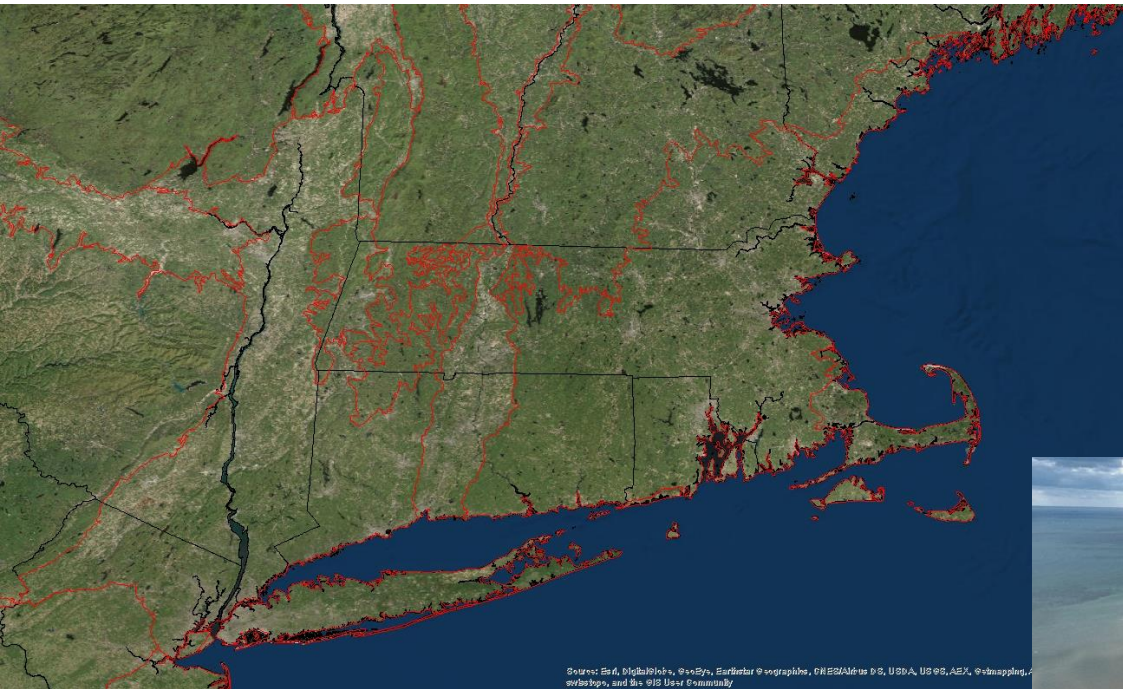 Source: Esri, DigitalGlobe, GeoEye, Earthstar Geographics, CNES/Airbus DS, USDA, USGS, AEX, Getmapping,
swisstopo, and the GIS User Community